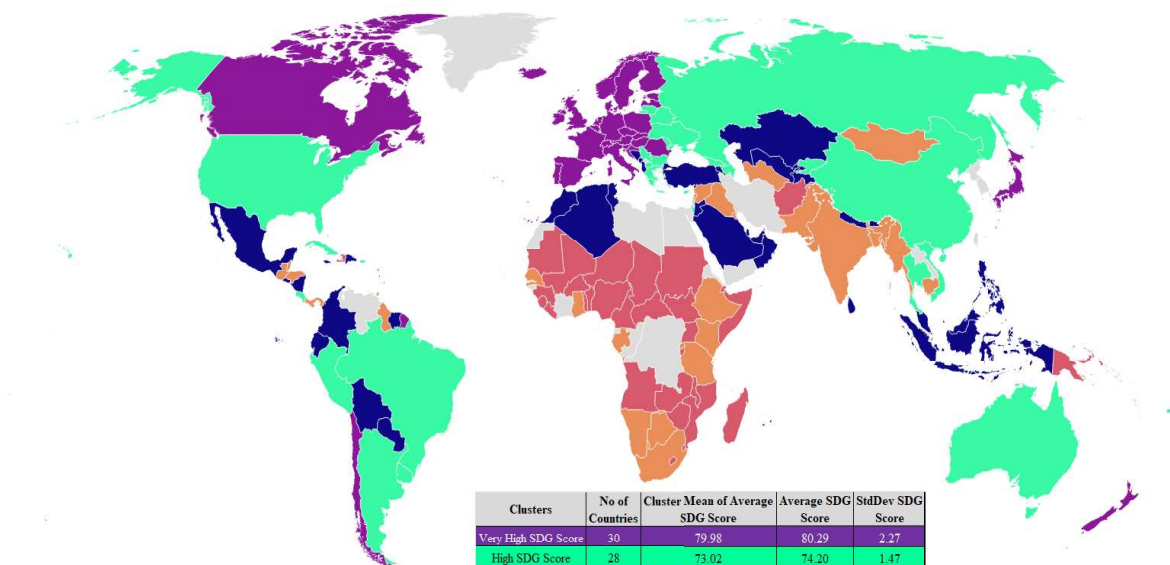 Clusters No of Countries Cluster Mean of Average SDG Score Average SDG Score StdDev SDG Score
Very High SDG Score 30 79.98 80.29 2.27
High SDG Score 28 73.02 74.20 1.47